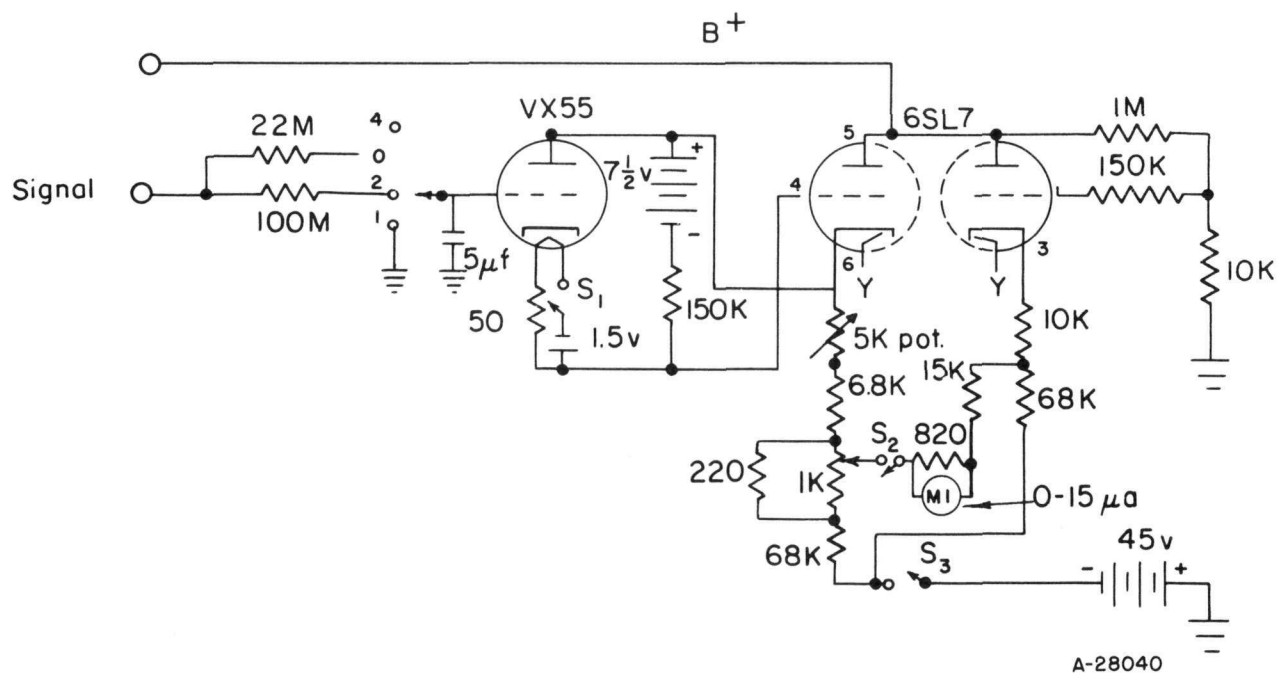 B+
VX55
6SL7
1M
150K
10K
22M
4
Signal
2
100M
1
5μf
7½v
+
-
5
4
6
3
Y
Y
S1
50
1.5v
150K
5K pot.
10K
15K
6.8K
68K
S2
820
220
1K
M1
0-15 μa
68K
S3
45v
-
+
A-28040